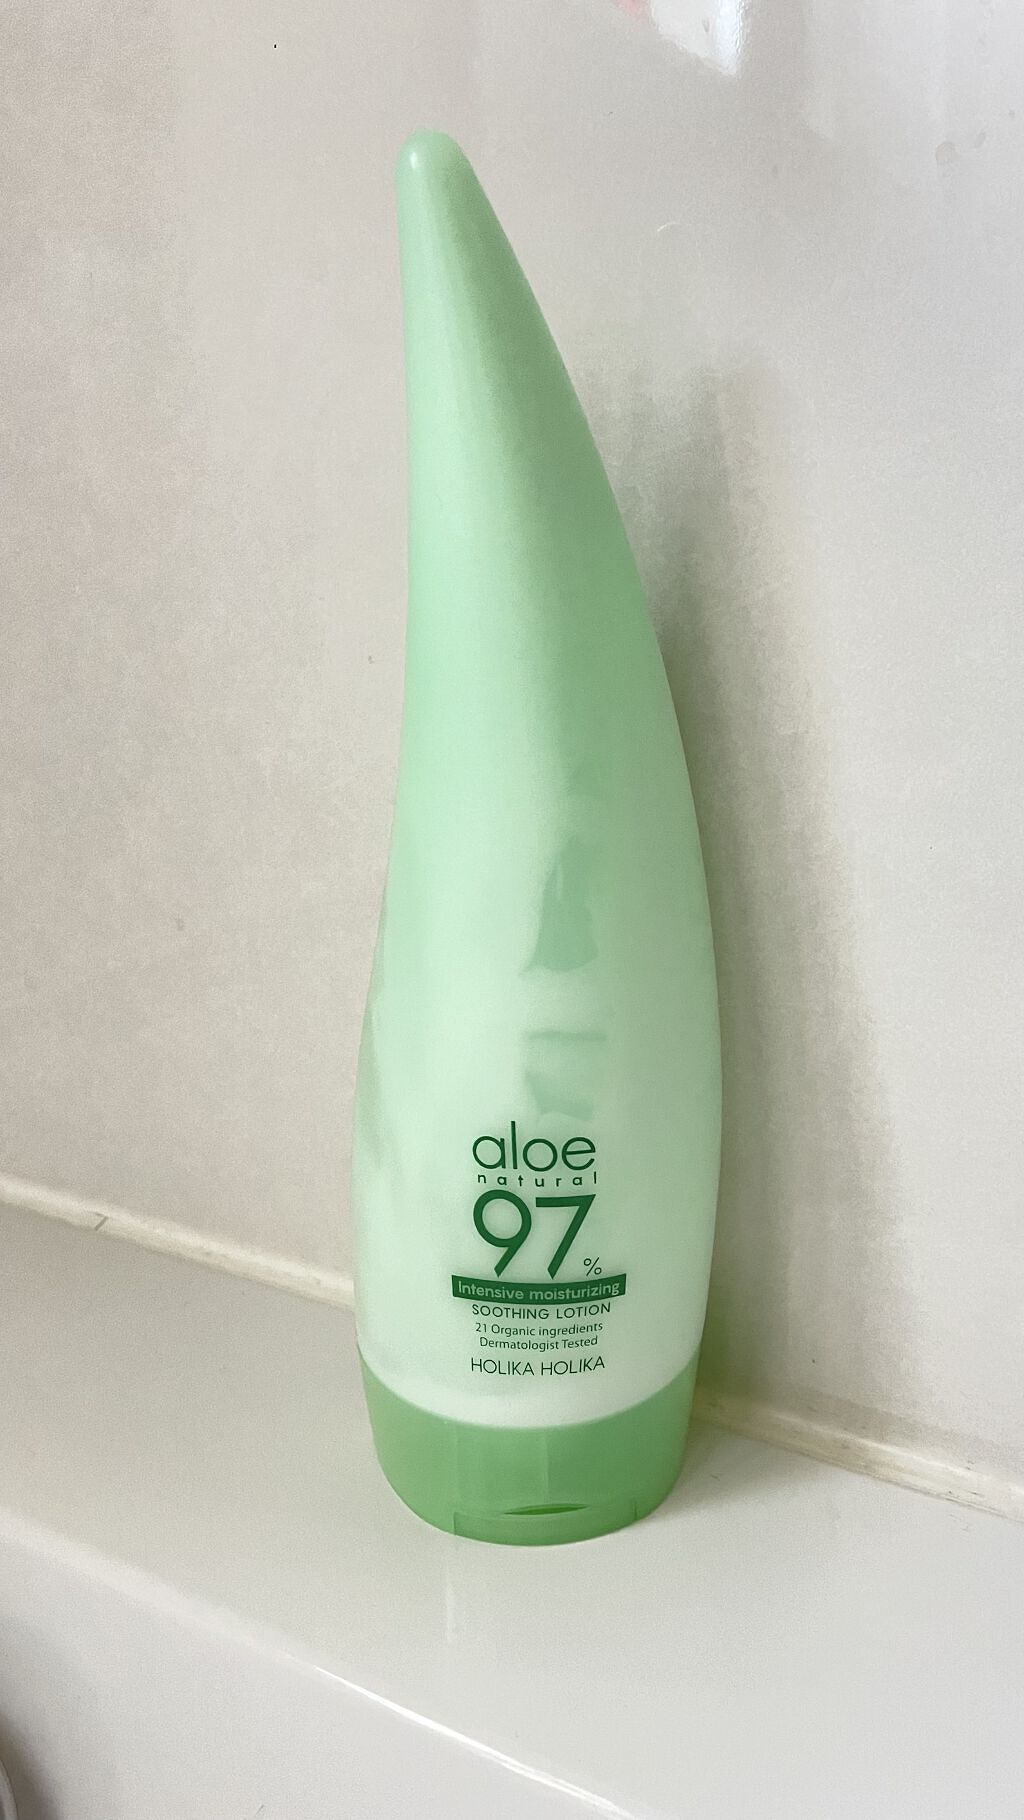 aloe
natural
97%
Intensive moisturizing
SOOTHING LOTION
21 Organic ingredients
Dermatologist Tested
HOLIKA HOLIKA